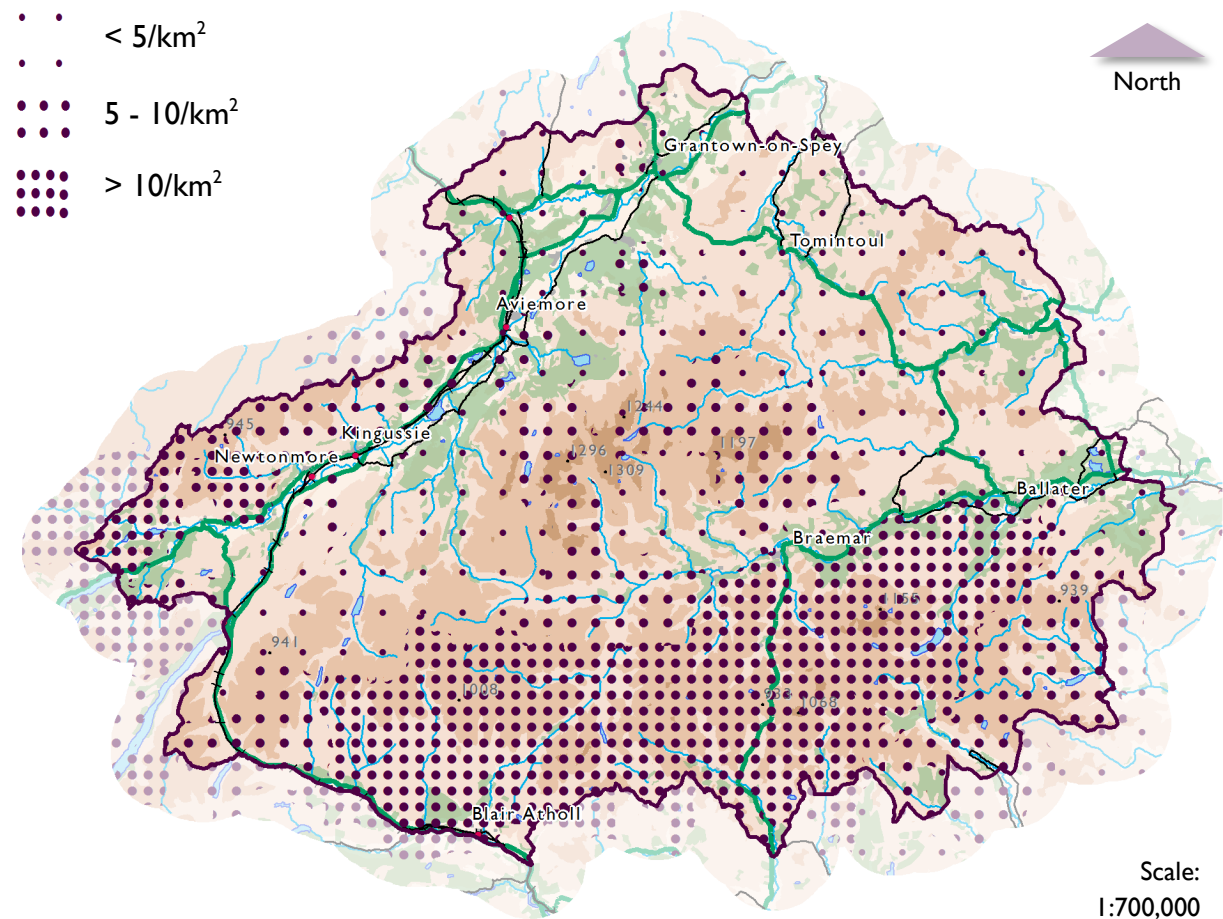 < 5/km²
5 - 10/km²
> 10/km²
North
Grantown-on-Spey
Tomintoul
Aviemore
1244
945
Kingussie
1197
Newtonmore
1296
1309
Ballater
Braemar
939
1155
941
1008
933
1068
Blair Atholl
Scale:
1:700,000